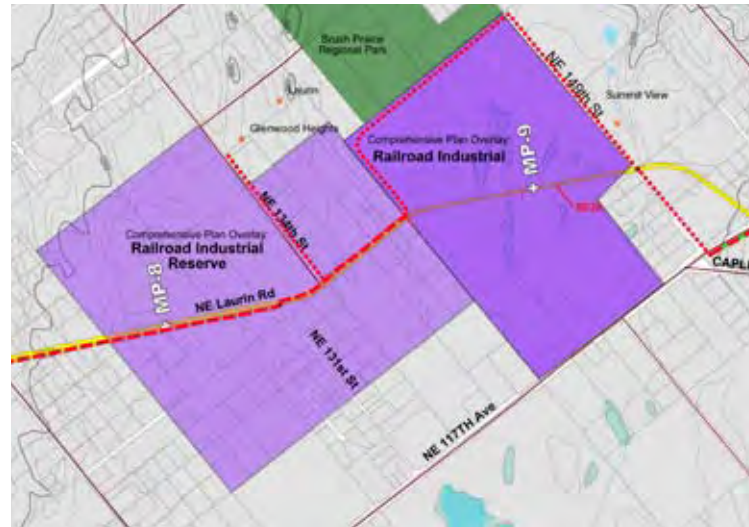 Brush Prairie
Regional Park
NE 149th St
Laurin
Summit View
Glenwood Heights
Comprehensive Plan Overlay:
Railroad Industrial
MP-9
Comprehensive Plan Overlay:
Railroad Industrial
Reserve
NE 134th St
MP-8
NE Laurin Rd
CAPL
NE 131st St
NE 117TH Ave